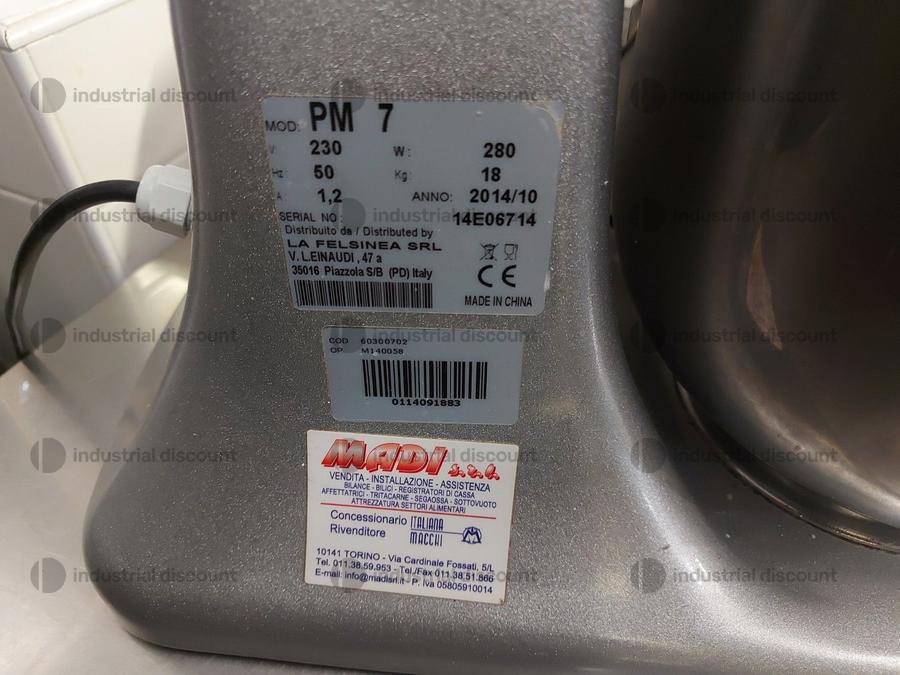 MOD: PM 7
V: 230 W: 280
Hz: 50 Kg: 18
A: 1,2 ANNO: 2014/10
SERIAL NO: 14E06714
Distribuito da / Distributed by
LA FELSINEA SRL
V. L.EINAUDI , 47 a
35016 Piazzola S/B (PD) Italy
CE
MADE IN CHINA
COD 60300702
OP M140058
0114091883
MADI s.r.l.
VENDITA - INSTALLAZIONE - ASSISTENZA
BILANCE - BILICI - REGISTRATORI DI CASSA
AFFETTATRICI - TRITACARNE - SEGAOSSA - SOTTOVUOTO
ATTREZZATURA SETTORI ALIMENTARI
Concessionario ITALIANA
Rivenditore MACCHI
10141 TORINO - Via Cardinale Fossati, 5/L
Tel. 011.38.59.953 - Tel./Fax 011.38.51.866
E-mail: info@madisrl.it - P. Iva 05805910014
industrial discount